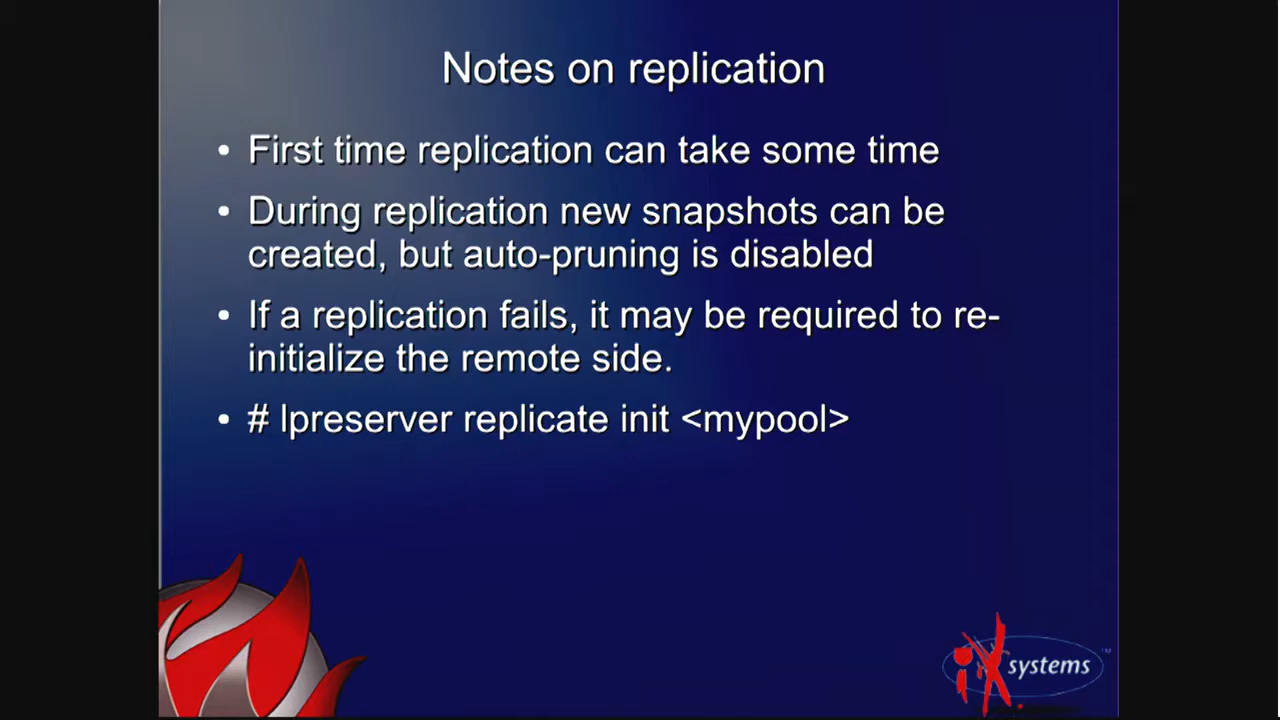 Notes on replication
• First time replication can take some time
• During replication new snapshots can be
created, but auto-pruning is disabled
• If a replication fails, it may be required to re-
initialize the remote side.
• # lpreserver replicate init <mypool>
iX systems ™